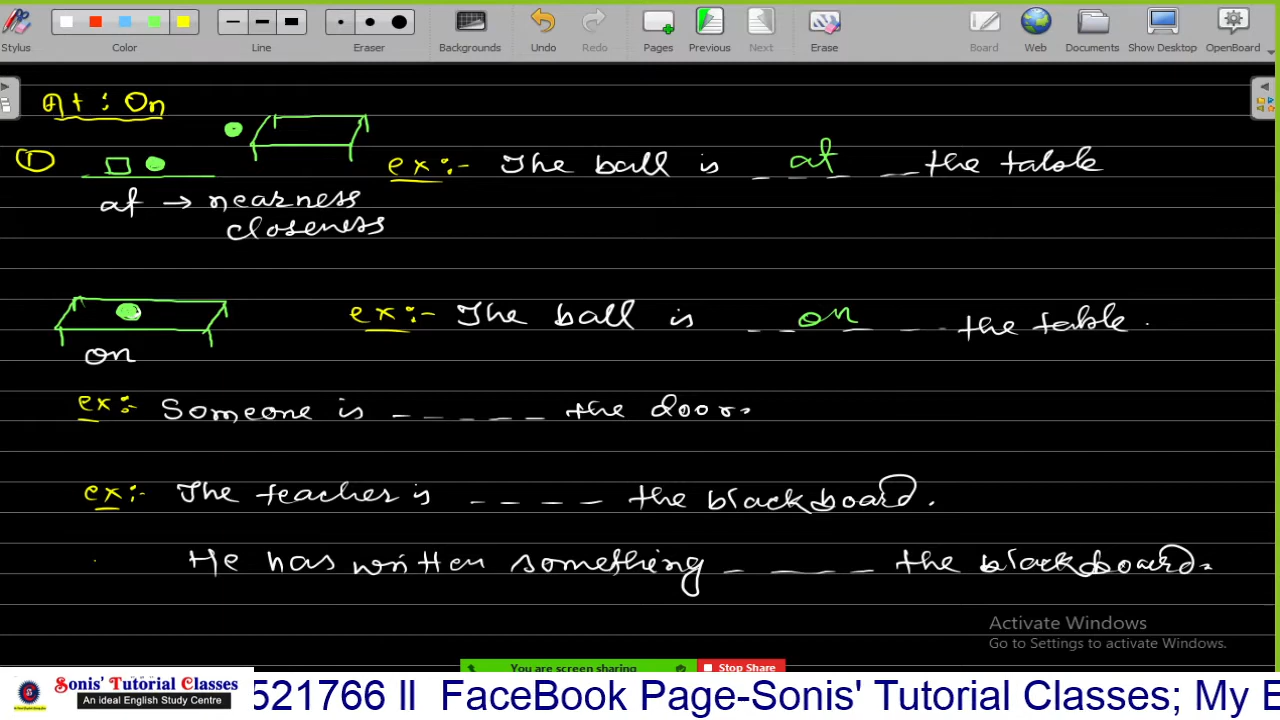 Stylus Color Line Eraser Backgrounds Undo Redo Pages Previous Next Erase Board Web Documents Show Desktop OpenBoard
At : On
① ex:- The ball is _ at _ _ the table
at → nearness
closeness
ex:- The ball is _ _ on _ _ the table.
on
ex:- Someone is _ _ _ _ _ the door.
ex:- The teacher is _ _ _ _ the blackboard.
He has written something _ _ _ _ the blackboard.
Activate Windows
Go to Settings to activate Windows.
You are screen sharing Stop Share
Sonis' Tutorial Classes
An ideal English Study Centre
521766 ll FaceBook Page-Sonis' Tutorial Classes; My E